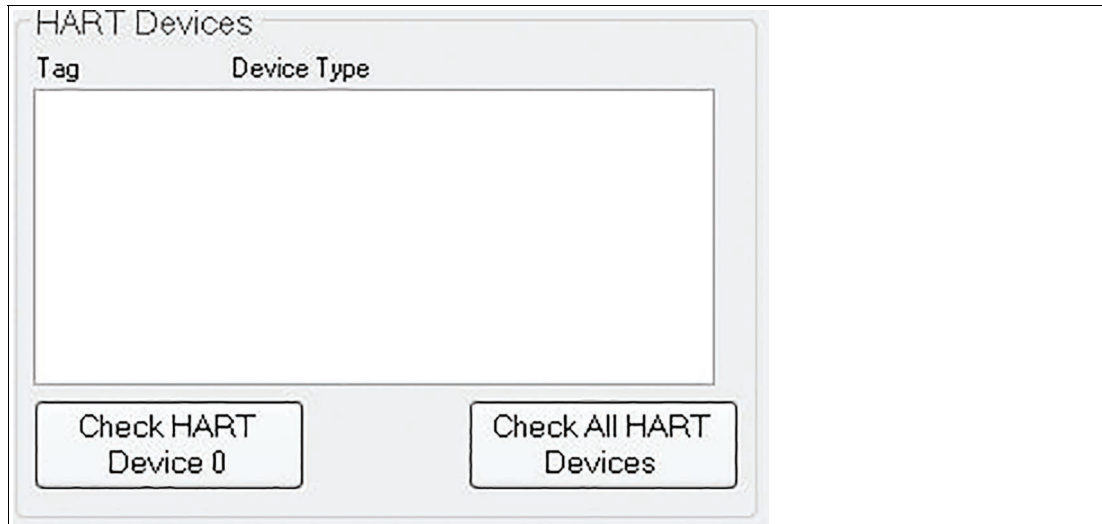 HART Devices
Tag Device Type
Check HART
Device 0
Check All HART
Devices